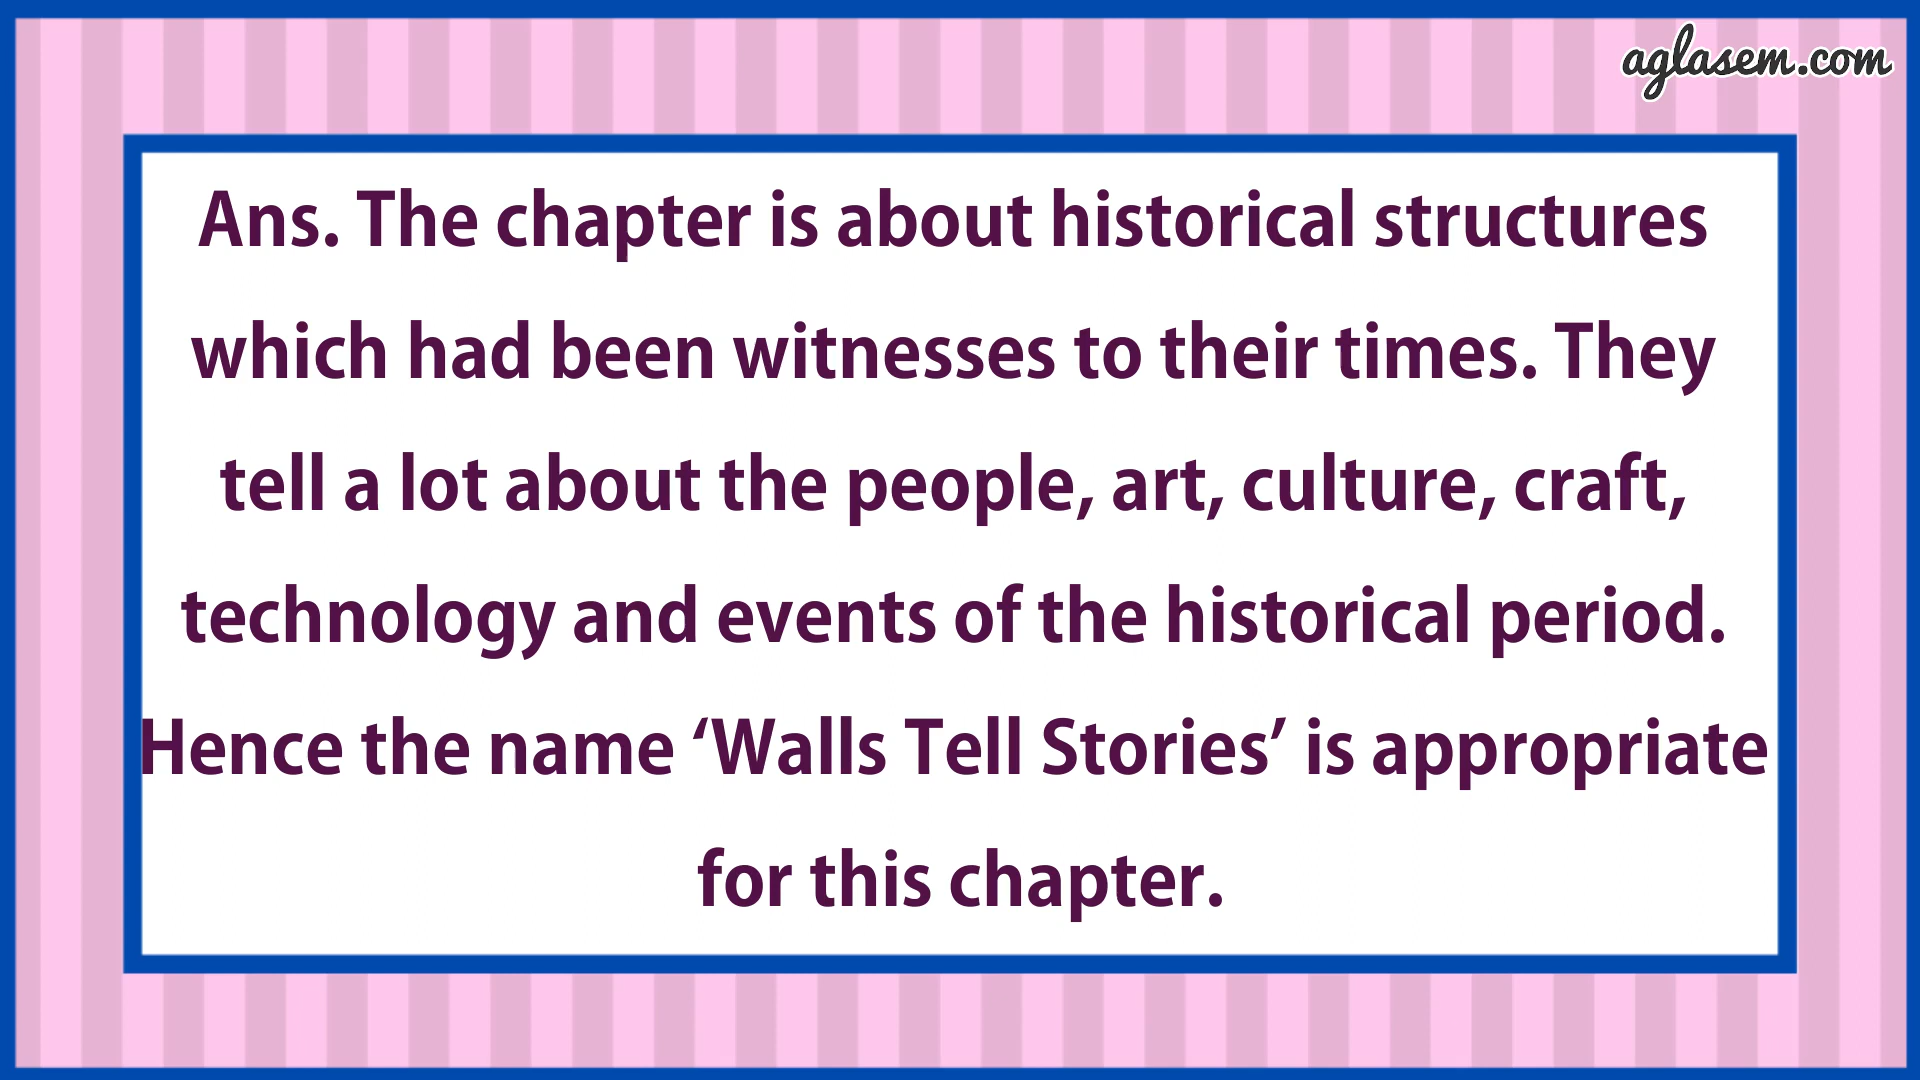 aglasem.com
Ans. The chapter is about historical structures
which had been witnesses to their times. They
tell a lot about the people, art, culture, craft,
technology and events of the historical period.
Hence the name ‘Walls Tell Stories’ is appropriate
for this chapter.